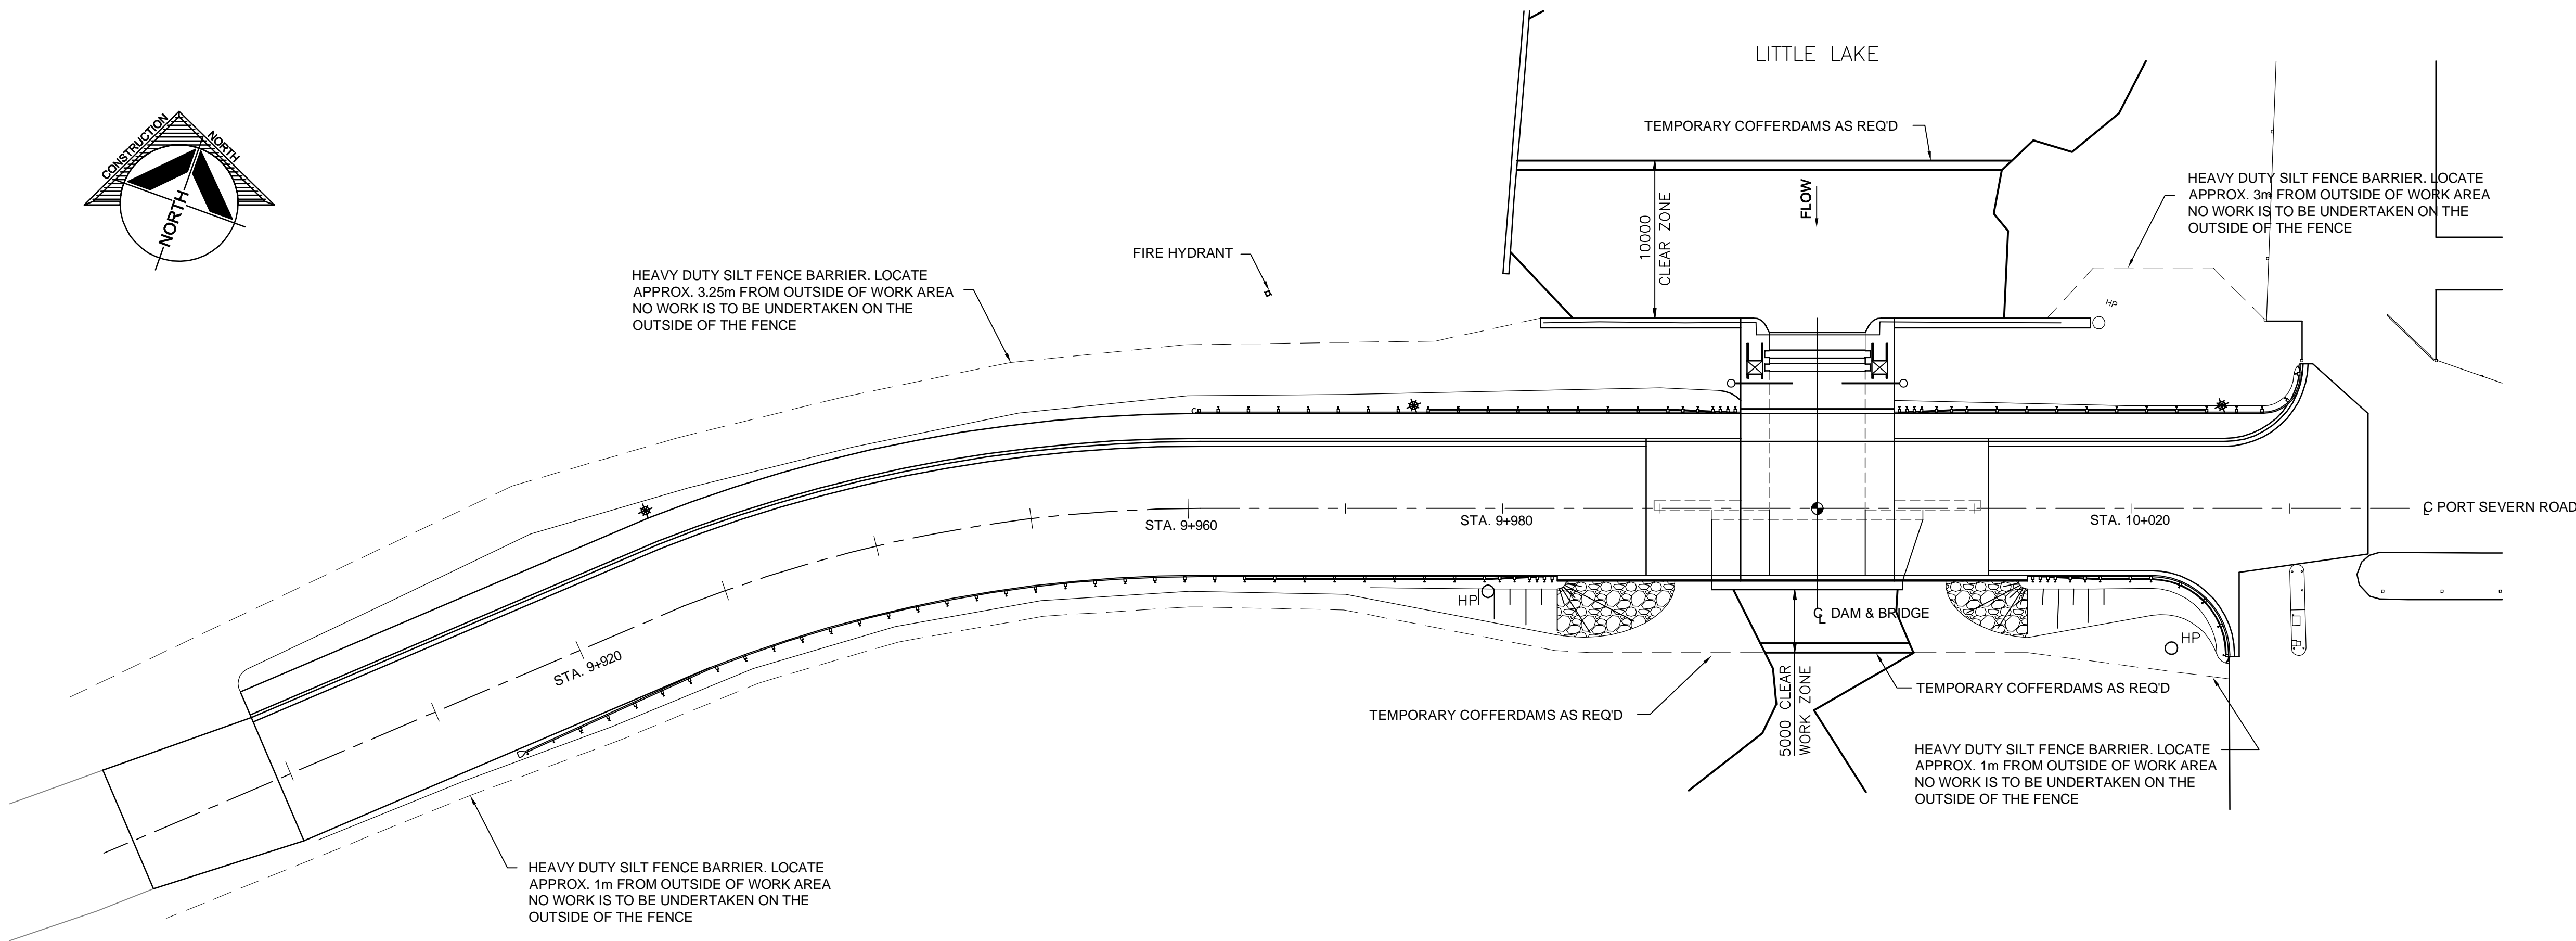 LITTLE LAKE
CONSTRUCTION
NORTH
NORTH
TEMPORARY COFFERDAMS AS REQ'D
10000
CLEAR ZONE
FLOW
HEAVY DUTY SILT FENCE BARRIER. LOCATE
APPROX. 3m FROM OUTSIDE OF WORK AREA
NO WORK IS TO BE UNDERTAKEN ON THE
OUTSIDE OF THE FENCE
FIRE HYDRANT
HEAVY DUTY SILT FENCE BARRIER. LOCATE
APPROX. 3.25m FROM OUTSIDE OF WORK AREA
NO WORK IS TO BE UNDERTAKEN ON THE
OUTSIDE OF THE FENCE
HP
STA. 9+960
STA. 9+980
STA. 10+020
℄ PORT SEVERN ROAD
HP
℄ DAM & BRIDGE
HP
STA. 9+920
TEMPORARY COFFERDAMS AS REQ'D
TEMPORARY COFFERDAMS AS REQ'D
5000 CLEAR
WORK ZONE
HEAVY DUTY SILT FENCE BARRIER. LOCATE
APPROX. 1m FROM OUTSIDE OF WORK AREA
NO WORK IS TO BE UNDERTAKEN ON THE
OUTSIDE OF THE FENCE
HEAVY DUTY SILT FENCE BARRIER. LOCATE
APPROX. 1m FROM OUTSIDE OF WORK AREA
NO WORK IS TO BE UNDERTAKEN ON THE
OUTSIDE OF THE FENCE